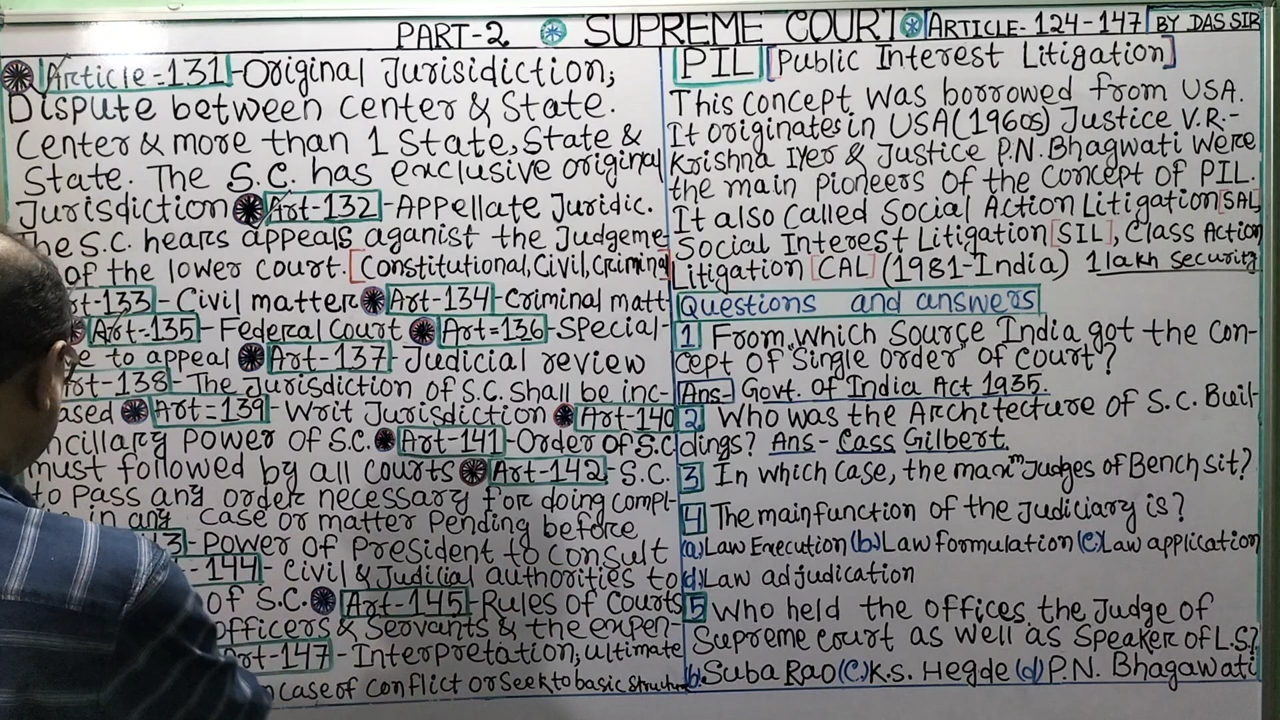 PART-2 SUPREME COURT ARTICLE- 124-147 BY DAS SIR
Article=131-Original Jurisidiction;
Dispute between center & State.
Center & more than 1 State, State &
State. The S.C. has exclusive original
Jurisdiction Art-132-Appellate Juridic.
The S.C. hears appeals aganist the Judgeme-
of the lower court. [Constitutional, Civil, Criminal]
rt-133-Civil matter Art-134-Criminal matt-
Art-135-Federal Court Art=136-Special-
e to appeal Art-137-Judicial review
Art-138-The Jurisdiction of S.C. Shall be inc-
ased Art=139-Writ Jurisdiction Art-140
ncillary Power of S.C. Art-141-Order of S.C
must followed by all courts Art-142-S.C.
to pass any order necessary for doing compl-
in any case or matter Pending before
3-Power of President to consult
-144-Civil & Judicial authorities to
of S.C. Art-145-Rules of Courts
officers & Servants & the expen-
Art-147-Interpretation, ultimate
case of conflict or seek to basic structure
PIL [Public Interest Litigation]
This concept was borrowed from USA.
It originates in USA (1960s) Justice V.R.-
Krishna Iyer & Justice P.N. Bhagwati Were
the main pioneers of the concept of PIL.
It also called Social Action Litigation [SAL]
Social Interest Litigation [SIL], Class Action
Litigation [CAL] (1981-India) 1 lakh security
Questions and answers
1 From which Source India got the con-
cept of "Single order" of court?
Ans- Govt. of India Act 1935.
2 Who was the Architecture of S.C. Buil-
dings? Ans- Cass Gilbert.
3 In which case, the maxim Judges of Bench sit?
4 The main function of the Judiciary is?
(a) Law Execution (b) Law formulation (c) Law application
(d) Law adjudication
5 Who held the offices the Judge of
Supreme court as well as Speaker of L.S?
b. Suba Rao (C) K.S. Hegde (d) P.N. Bhagawati